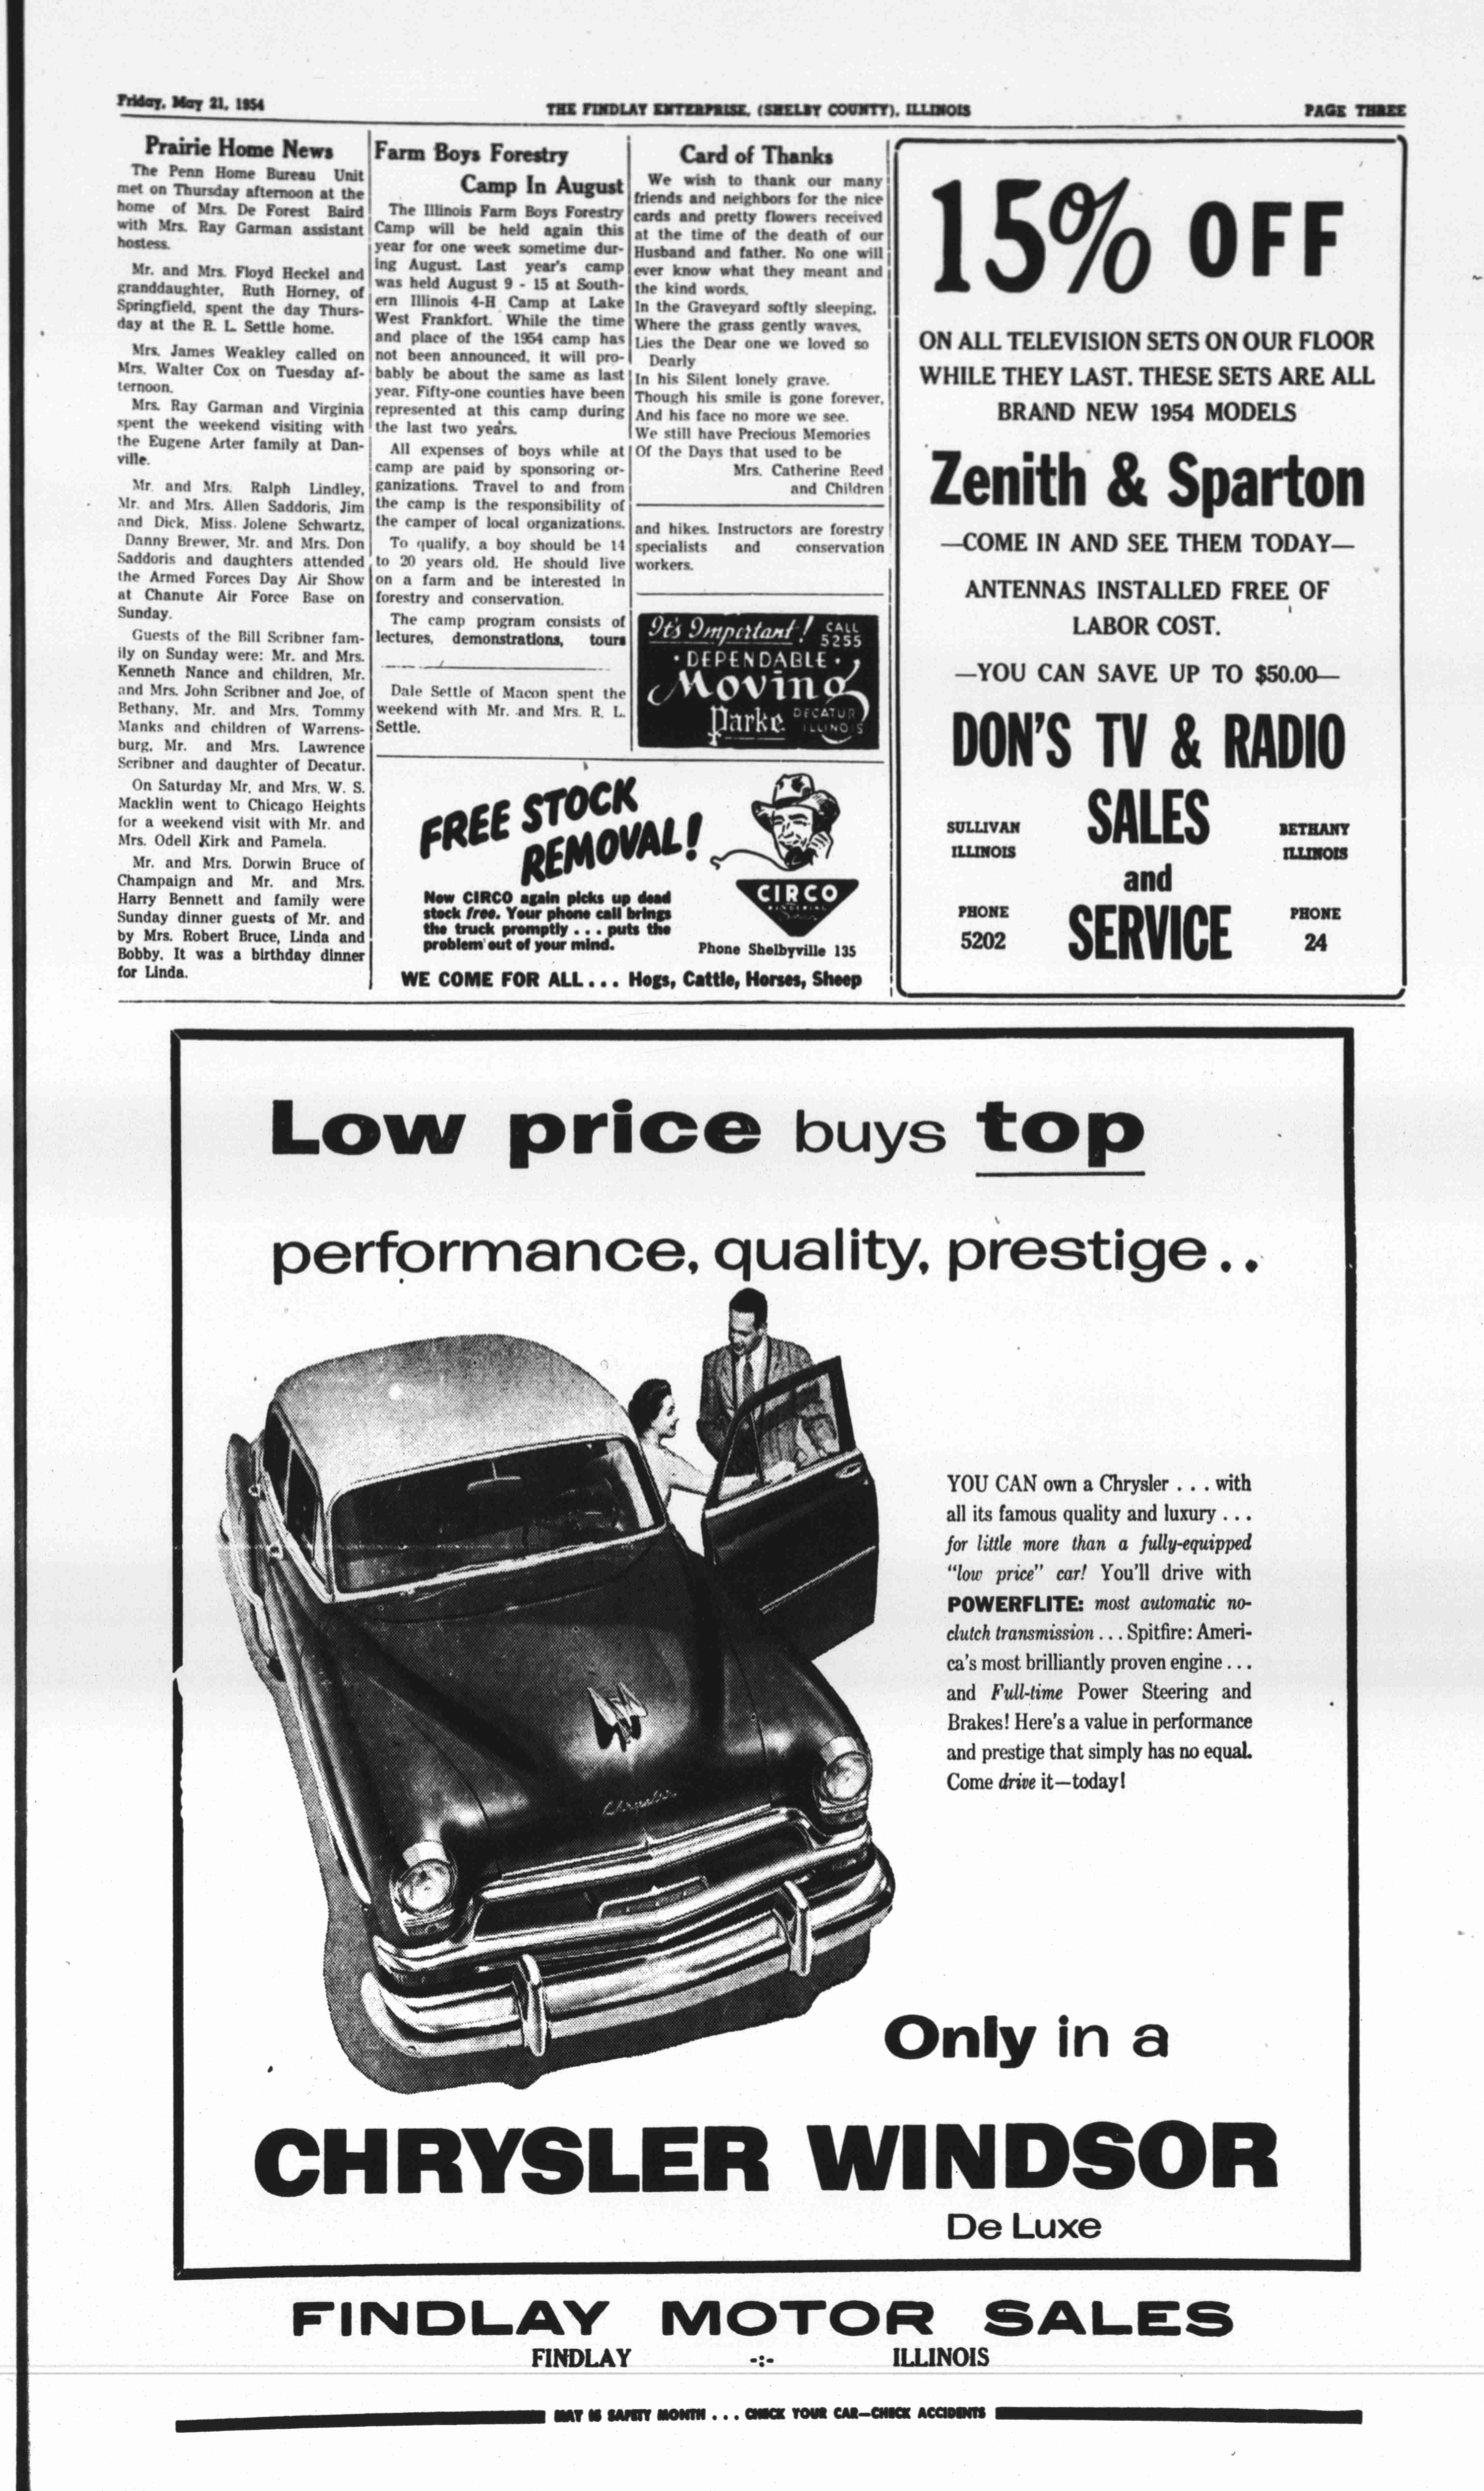 Friday, May 21, 1954
THE FINDLAY ENTERPRISE, (SHELBY COUNTY), ILLINOIS
PAGE THREE
Prairie Home News
The Penn Home Bureau Unit
met on Thursday afternoon at the
home of Mrs. De Forest Baird
with Mrs. Ray Garman assistant
hostess.
Mr. and Mrs. Floyd Heckel and
granddaughter, Ruth Horney, of
Springfield, spent the day Thurs-
day at the R. L. Settle home.
Mrs. James Weakley called on
Mrs. Walter Cox on Tuesday af-
ternoon.
Mrs. Ray Garman and Virginia
spent the weekend visiting with
the Eugene Arter family at Dan-
ville.
Mr. and Mrs. Ralph Lindley,
Mr. and Mrs. Allen Saddoris, Jim
and Dick, Miss. Jolene Schwartz,
Danny Brewer, Mr. and Mrs. Don
Saddoris and daughters attended
the Armed Forces Day Air Show
at Chanute Air Force Base on
Sunday.
Guests of the Bill Scribner fam-
ily on Sunday were: Mr. and Mrs.
Kenneth Nance and children, Mr.
and Mrs. John Scribner and Joe, of
Bethany, Mr. and Mrs. Tommy
Manks and children of Warrens-
burg, Mr. and Mrs. Lawrence
Scribner and daughter of Decatur.
On Saturday Mr. and Mrs. W. S.
Macklin went to Chicago Heights
for a weekend visit with Mr. and
Mrs. Odell Kirk and Pamela.
Mr. and Mrs. Dorwin Bruce of
Champaign and Mr. and Mrs.
Harry Bennett and family were
Sunday dinner guests of Mr. and
by Mrs. Robert Bruce, Linda and
Bobby. It was a birthday dinner
for Linda.
Farm Boys Forestry
Camp In August
The Illinois Farm Boys Forestry
Camp will be held again this
year for one week sometime dur-
ing August. Last year's camp
was held August 9 - 15 at South-
ern Illinois 4-H Camp at Lake
West Frankfort. While the time
and place of the 1954 camp has
not been announced, it will pro-
bably be about the same as last
year. Fifty-one counties have been
represented at this camp during
the last two years.
All expenses of boys while at
camp are paid by sponsoring or-
ganizations. Travel to and from
the camp is the responsibility of
the camper of local organizations.
To qualify, a boy should be 14
to 20 years old. He should live
on a farm and be interested in
forestry and conservation.
The camp program consists of
lectures, demonstrations, tours
Dale Settle of Macon spent the
weekend with Mr. and Mrs. R. L.
Settle.
Card of Thanks
We wish to thank our many
friends and neighbors for the nice
cards and pretty flowers received
at the time of the death of our
Husband and father. No one will
ever know what they meant and
the kind words.
In the Graveyard softly sleeping,
Where the grass gently waves,
Lies the Dear one we loved so
Dearly
In his Silent lonely grave.
Though his smile is gone forever,
And his face no more we see.
We still have Precious Memories
Of the Days that used to be
Mrs. Catherine Reed
and Children
and hikes. Instructors are forestry
specialists and conservation
workers.
It's Important! CALL
5255
• DEPENDABLE •
Moving
Parke DECATUR
ILLINOIS
FREE STOCK
REMOVAL!
Now CIRCO again picks up dead
stock free. Your phone call brings
the truck promptly . . . puts the
problem out of your mind.
CIRCO
Phone Shelbyville 135
WE COME FOR ALL . . . Hogs, Cattle, Horses, Sheep
15% OFF
ON ALL TELEVISION SETS ON OUR FLOOR
WHILE THEY LAST. THESE SETS ARE ALL
BRAND NEW 1954 MODELS
Zenith & Sparton
—COME IN AND SEE THEM TODAY—
ANTENNAS INSTALLED FREE OF
LABOR COST.
—YOU CAN SAVE UP TO $50.00—
DON'S TV & RADIO
SALES
and
SERVICE
SULLIVAN
ILLINOIS
PHONE
5202
BETHANY
ILLINOIS
PHONE
24
Low price buys top
performance, quality, prestige . .
YOU CAN own a Chrysler . . . with
all its famous quality and luxury . . .
for little more than a fully-equipped
"low price" car! You'll drive with
POWERFLITE: most automatic no-
clutch transmission . . . Spitfire: Ameri-
ca's most brilliantly proven engine . . .
and Full-time Power Steering and
Brakes! Here's a value in performance
and prestige that simply has no equal.
Come drive it—today!
Chrysler
Only in a
CHRYSLER WINDSOR
De Luxe
FINDLAY MOTOR SALES
FINDLAY -:- ILLINOIS
MAY IS SAFETY MONTH . . . CHECK YOUR CAR—CHECK ACCIDENTS